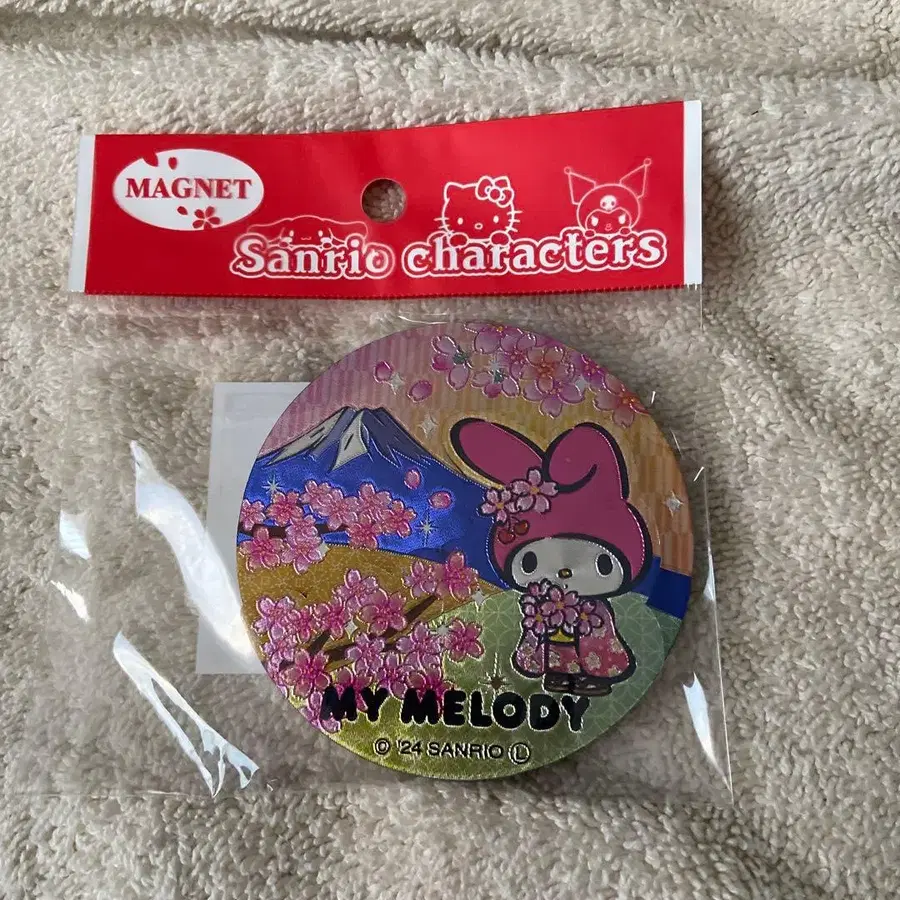 MAGNET
Sanrio characters
MY MELODY
© '24 SANRIO Ⓛ